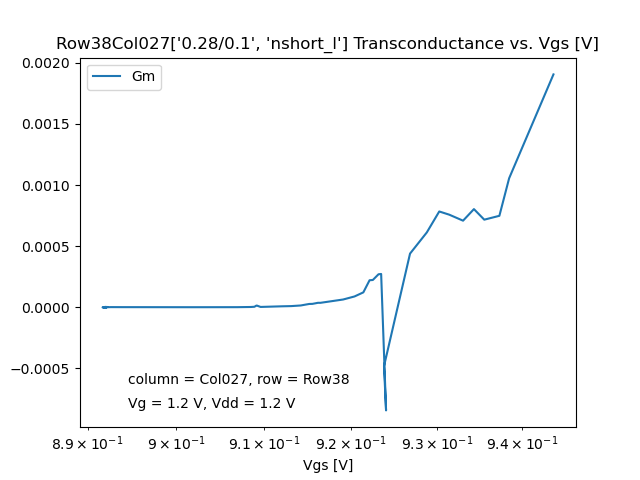 Row38Col027['0.28/0.1', 'nshort_l'] Transconductance vs. Vgs [V]
Gm
0.0020
0.0015
0.0010
0.0005
0.0000
−0.0005
column = Col027, row = Row38
Vg = 1.2 V, Vdd = 1.2 V
8.9 × 10⁻¹ 9 × 10⁻¹ 9.1 × 10⁻¹ 9.2 × 10⁻¹ 9.3 × 10⁻¹ 9.4 × 10⁻¹
Vgs [V]